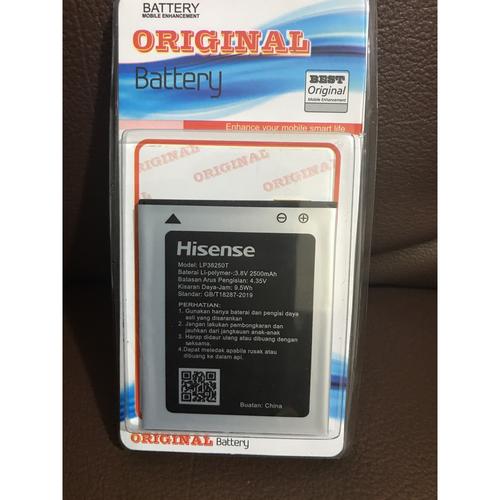 BATTERY
MOBILE ENHANCEMENT
ORIGINAL
Battery
BEST
Original
Mobile Enhancement
Enhance your mobile smart life
ORIGINAL
ORIGINAL
Hisense
Model: LP38250T
Baterai Li-polymer-:3.8V 2500mAh
Batasan Arus Pengisian: 4.35V
Kisaran Daya-Jam: 9.5Wh
Standar: GB/T18287-2019
PERHATIAN:
1. Gunakan hanya baterai dan pengisi daya
asli yang disarankan
2. Jangan lakukan pembongkaran dan
jauhkan dari jangkauan anak-anak
3. Harap didaur ulang atau dibuang dengan
seksama.
4.Dapat meledak apabila rusak atau
dibuang ke dalam api.
Buatan: China
ORIGINAL Battery